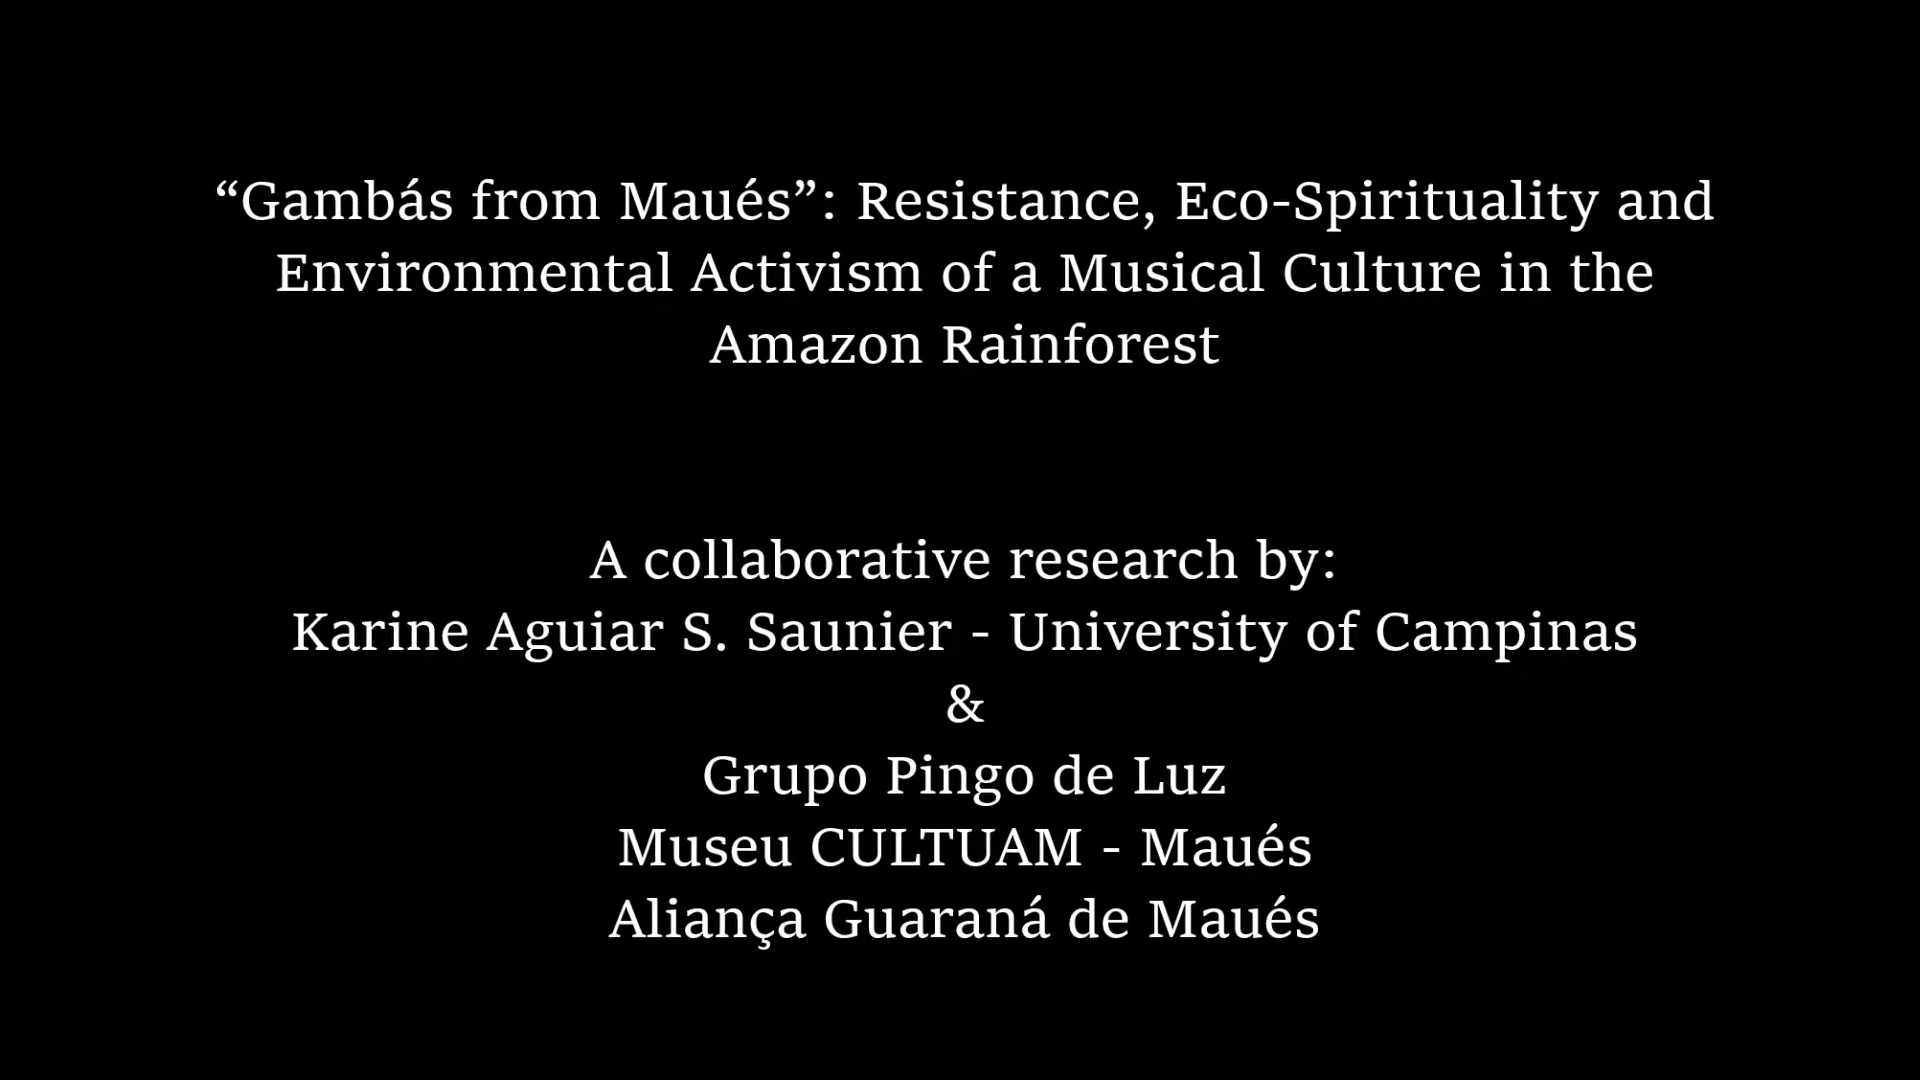 “Gambás from Maués”: Resistance, Eco-Spirituality and
Environmental Activism of a Musical Culture in the
Amazon Rainforest
A collaborative research by:
Karine Aguiar S. Saunier - University of Campinas
&
Grupo Pingo de Luz
Museu CULTUAM - Maués
Aliança Guaraná de Maués